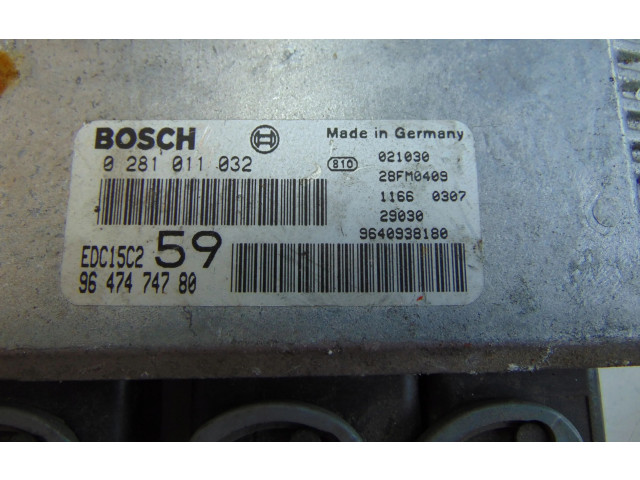 BOSCH
Made in Germany
0 281 011 032
810
021030
28FM0409
1166 0307
29030
9640938180
EDC15C2 59
96 474 747 80